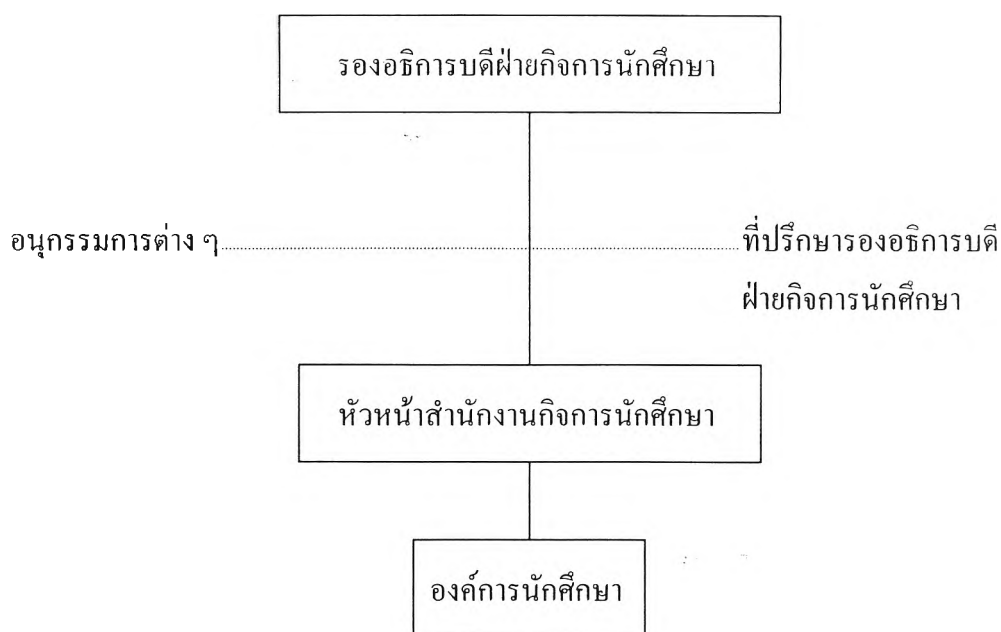 รองอธิการบดีฝ่ายกิจการนักศึกษา
อนุกรรมการต่าง ๆ
ที่ปรึกษารองอธิการบดี
ฝ่ายกิจการนักศึกษา
หัวหน้าสำนักงานกิจการนักศึกษา
องค์การนักศึกษา